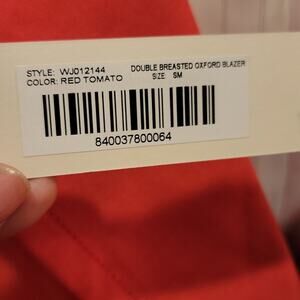 STYLE: WJ012144 DOUBLE BREASTED OXFORD BLAZER
COLOR: RED TOMATO SIZE SM
840037800064